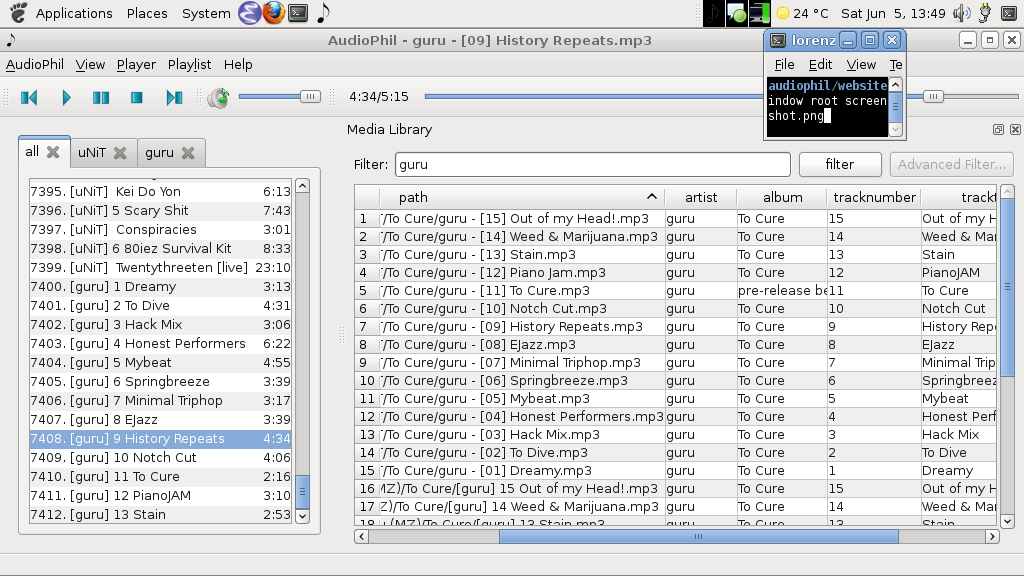 Applications Places System 24 °C Sat Jun 5, 13:49
AudioPhil - guru - [09] History Repeats.mp3
lorenz
AudioPhil View Player Playlist Help
File Edit View Te
audiophil/website
indow root screen
shot.png
4:34/5:15
Media Library
all uNiT guru
Filter: guru filter Advanced Filter...
7395. [uNiT] Kei Do Yon 6:13
7396. [uNiT] 5 Scary Shit 7:43
7397. [uNiT] Conspiracies 3:01
7398. [uNiT] 6 80iez Survival Kit 8:33
7399. [uNiT] Twentythreeten [live] 23:10
7400. [guru] 1 Dreamy 3:13
7401. [guru] 2 To Dive 4:31
7402. [guru] 3 Hack Mix 3:06
7403. [guru] 4 Honest Performers 6:22
7404. [guru] 5 Mybeat 4:55
7405. [guru] 6 Springbreeze 3:39
7406. [guru] 7 Minimal Triphop 3:17
7407. [guru] 8 EJazz 3:39
7408. [guru] 9 History Repeats 4:34
7409. [guru] 10 Notch Cut 4:06
7410. [guru] 11 To Cure 2:16
7411. [guru] 12 PianoJAM 3:10
7412. [guru] 13 Stain 2:53
path artist album tracknumber trackt
1 '/To Cure/guru - [15] Out of my Head!.mp3 guru To Cure 15 Out of my H
2 '/To Cure/guru - [14] Weed & Marijuana.mp3 guru To Cure 14 Weed & Mar
3 '/To Cure/guru - [13] Stain.mp3 guru To Cure 13 Stain
4 '/To Cure/guru - [12] Piano Jam.mp3 guru To Cure 12 PianoJAM
5 '/To Cure/guru - [11] To Cure.mp3 guru pre-release be 11 To Cure
6 '/To Cure/guru - [10] Notch Cut.mp3 guru To Cure 10 Notch Cut
7 '/To Cure/guru - [09] History Repeats.mp3 guru To Cure 9 History Repe
8 '/To Cure/guru - [08] EJazz.mp3 guru To Cure 8 EJazz
9 '/To Cure/guru - [07] Minimal Triphop.mp3 guru To Cure 7 Minimal Trip
10 '/To Cure/guru - [06] Springbreeze.mp3 guru To Cure 6 Springbreez
11 '/To Cure/guru - [05] Mybeat.mp3 guru To Cure 5 Mybeat
12 '/To Cure/guru - [04] Honest Performers.mp3 guru To Cure 4 Honest Perf
13 '/To Cure/guru - [03] Hack Mix.mp3 guru To Cure 3 Hack Mix
14 '/To Cure/guru - [02] To Dive.mp3 guru To Cure 2 To Dive
15 '/To Cure/guru - [01] Dreamy.mp3 guru To Cure 1 Dreamy
16 MZ)/To Cure/[guru] 15 Out of my Head!.mp3 guru To Cure 15 Out of my H
17 Z)/To Cure/[guru] 14 Weed & Marijuana.mp3 guru To Cure 14 Weed & Mar
18 (MZ)/To Cure/[guru] 13 Stain.mp3 guru To Cure 13 Stain